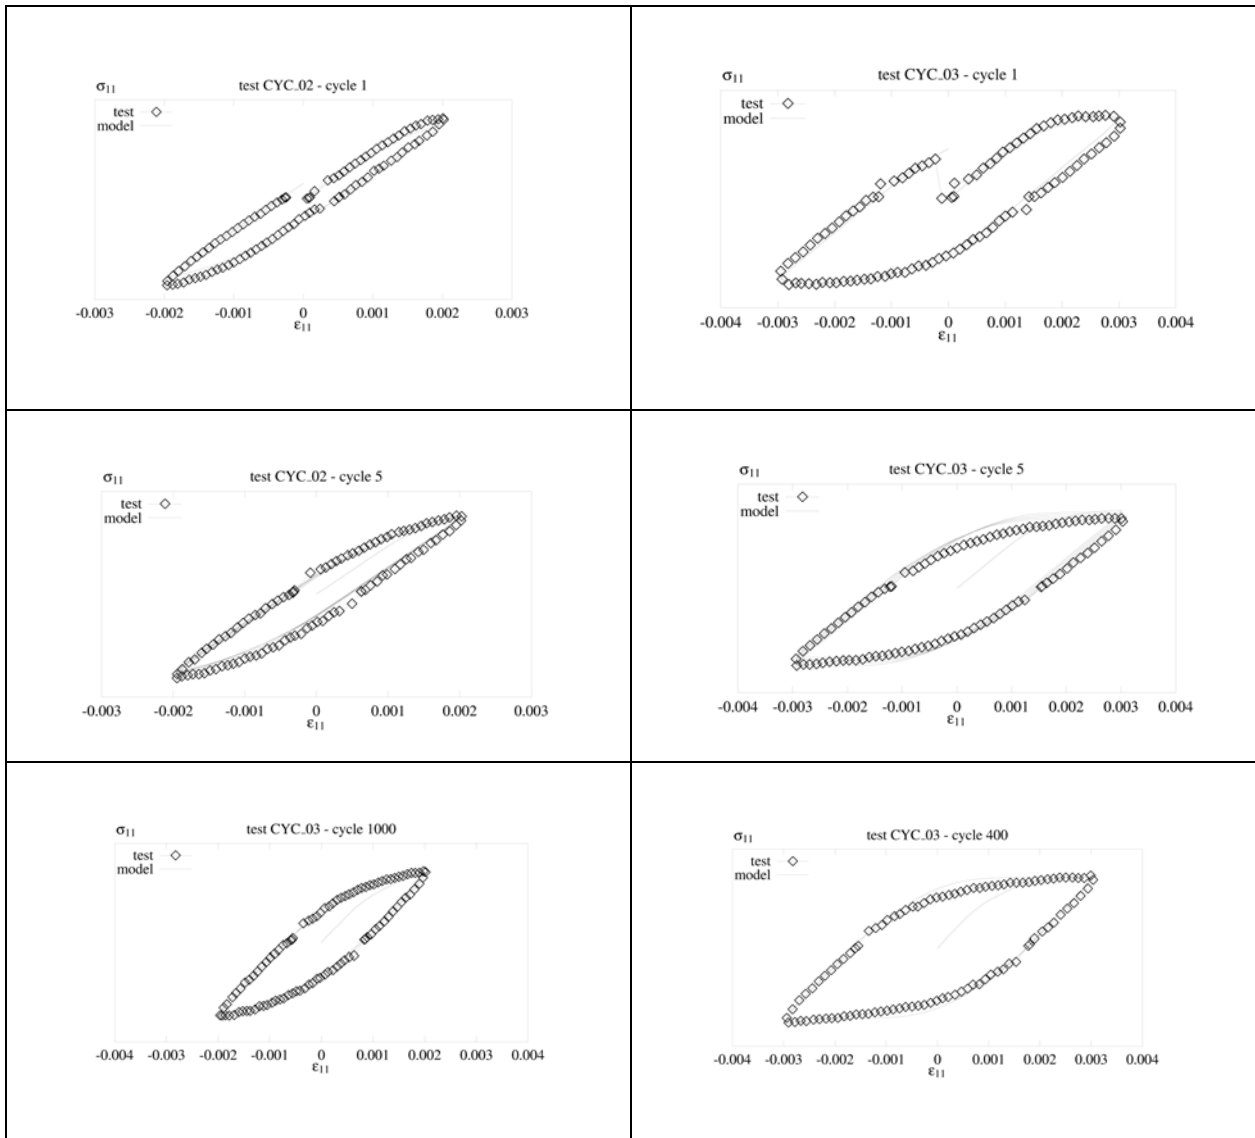 σ11
test CYC_02 - cycle 1
test
model
-0.003 -0.002 -0.001 0 0.001 0.002 0.003
ε11
σ11
test CYC_03 - cycle 1
test
model
-0.004 -0.003 -0.002 -0.001 0 0.001 0.002 0.003 0.004
ε11
σ11
test CYC_02 - cycle 5
test
model
-0.003 -0.002 -0.001 0 0.001 0.002 0.003
ε11
σ11
test CYC_03 - cycle 5
test
model
-0.004 -0.003 -0.002 -0.001 0 0.001 0.002 0.003 0.004
ε11
σ11
test CYC_03 - cycle 1000
test
model
-0.004 -0.003 -0.002 -0.001 0 0.001 0.002 0.003 0.004
ε11
σ11
test CYC_03 - cycle 400
test
model
-0.004 -0.003 -0.002 -0.001 0 0.001 0.002 0.003 0.004
ε11